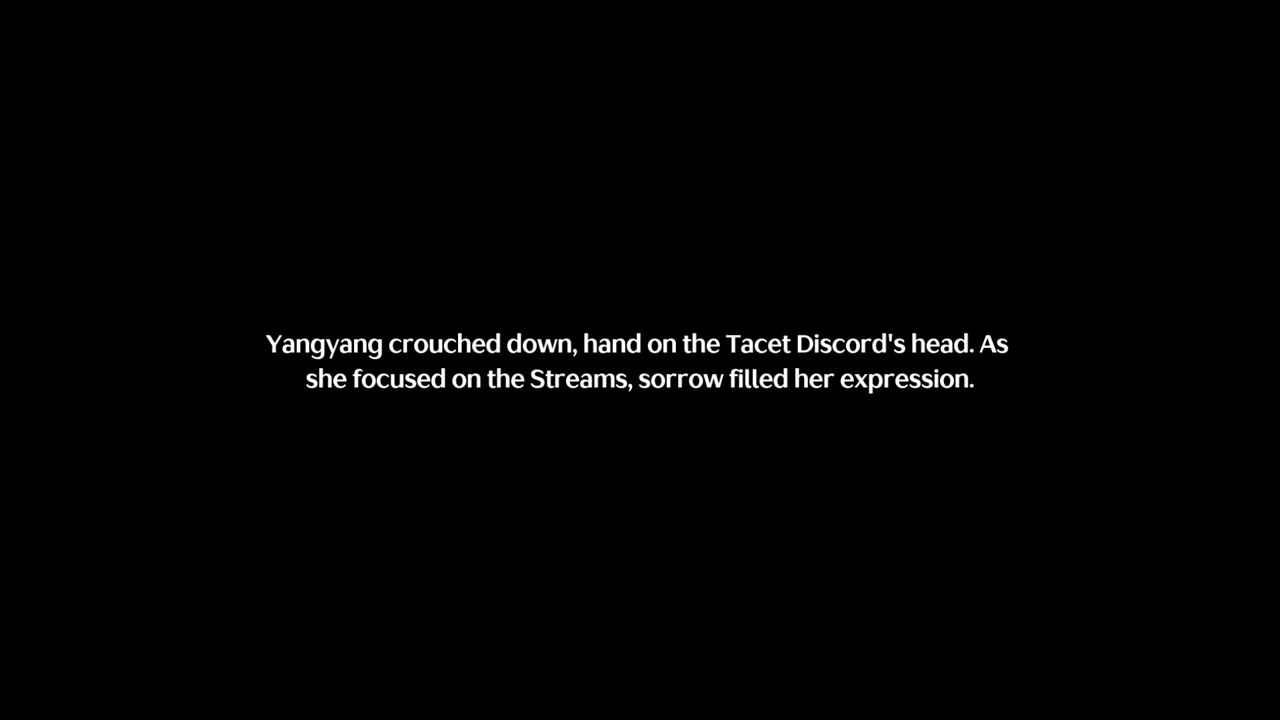 Yangyang crouched down, hand on the Tacet Discord's head. As
she focused on the Streams, sorrow filled her expression.